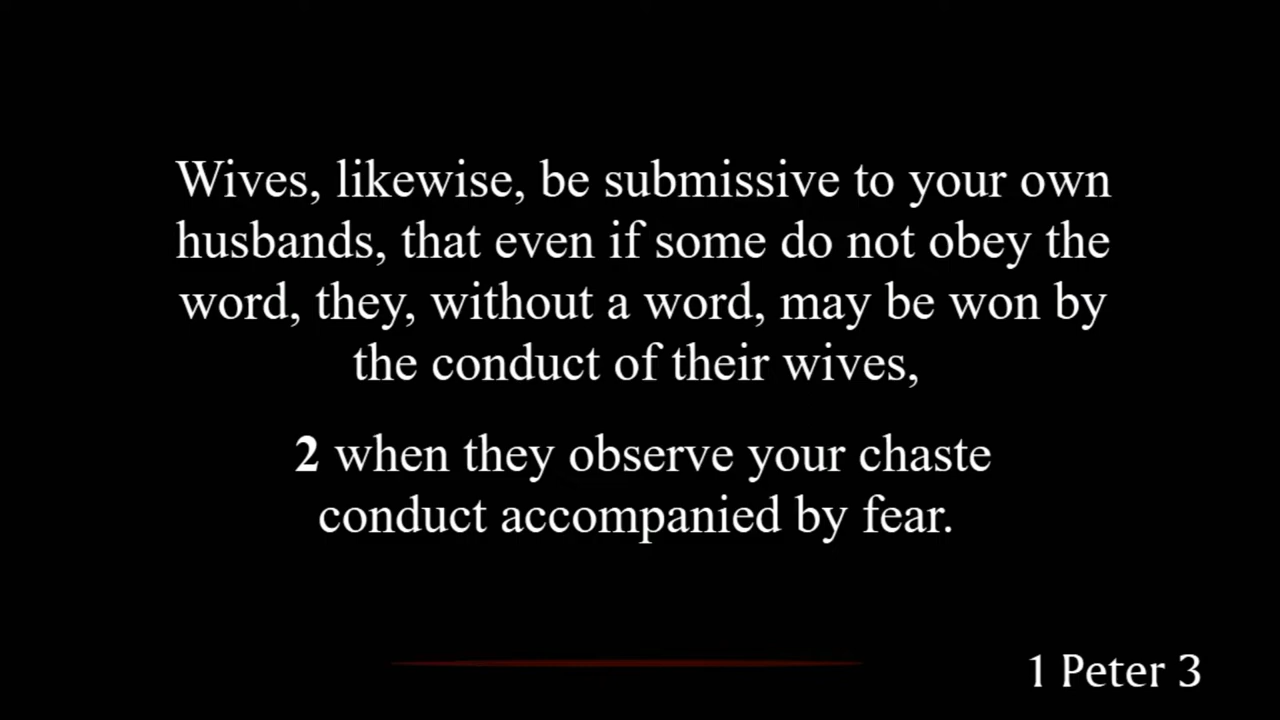 Wives, likewise, be submissive to your own
husbands, that even if some do not obey the
word, they, without a word, may be won by
the conduct of their wives,
2 when they observe your chaste
conduct accompanied by fear.
1 Peter 3